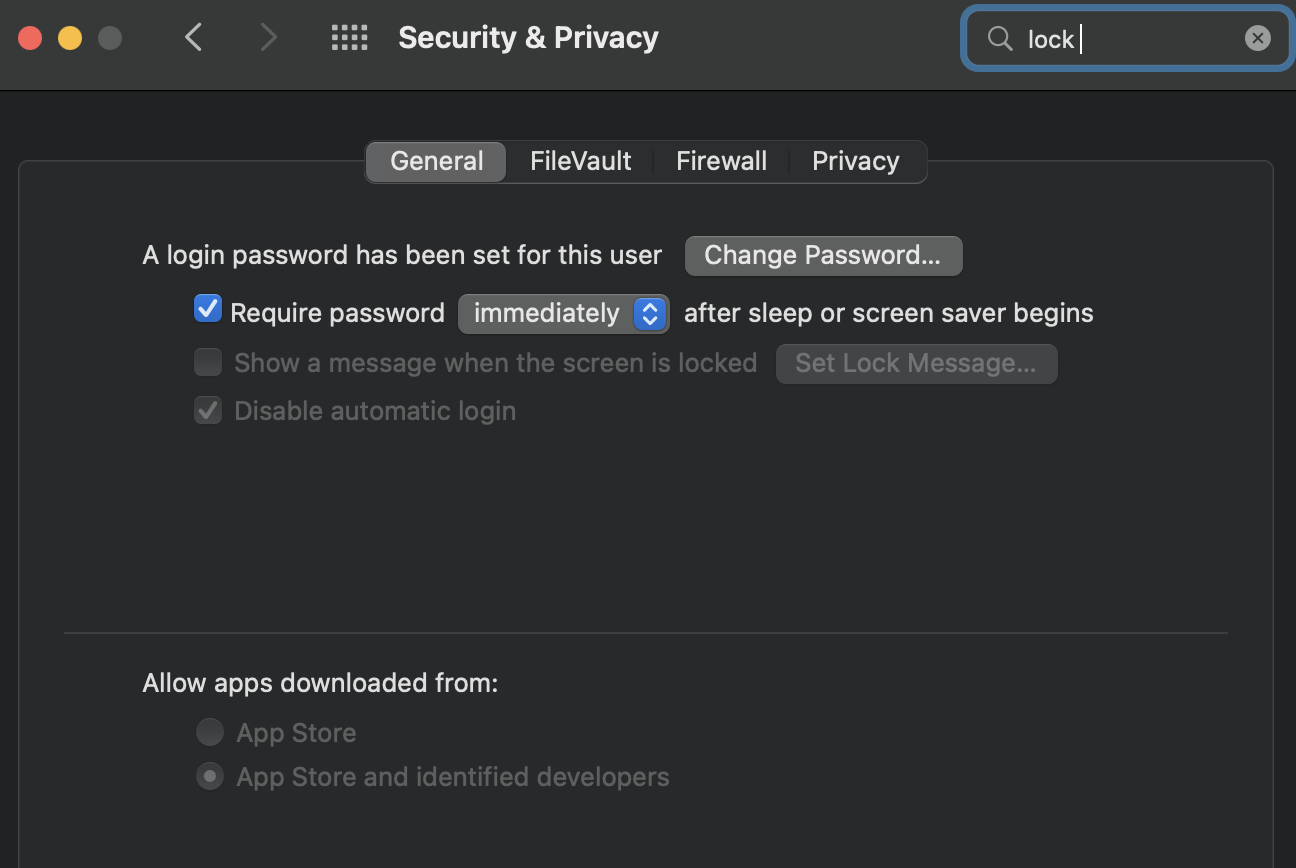 Security & Privacy
lock
General FileVault Firewall Privacy
A login password has been set for this user Change Password...
Require password immediately after sleep or screen saver begins
Show a message when the screen is locked Set Lock Message...
Disable automatic login
Allow apps downloaded from:
App Store
App Store and identified developers